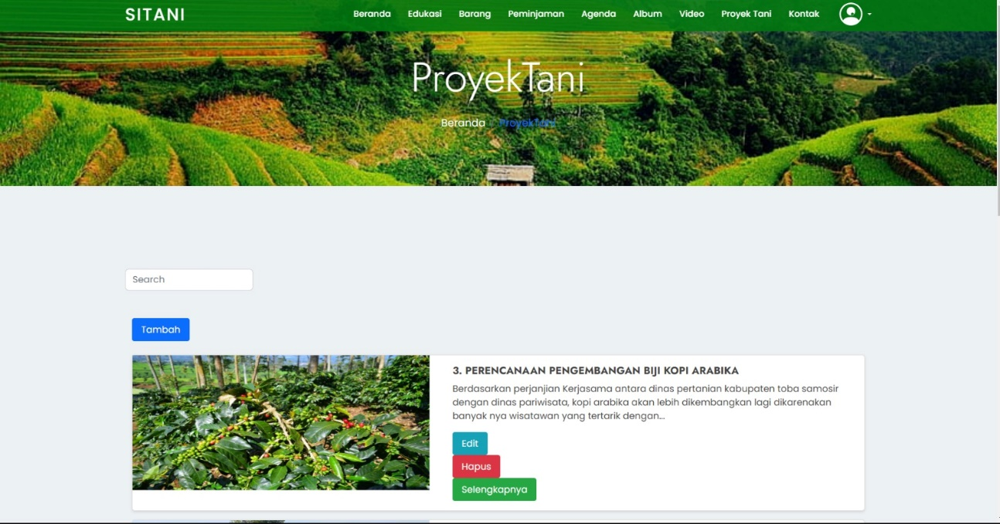 SITANI
Beranda Edukasi Barang Peminjaman Agenda Album Video Proyek Tani Kontak
ProyekTani
Beranda ProyekTani
Search
Tambah
3. PERENCANAAN PENGEMBANGAN BIJI KOPI ARABIKA
Berdasarkan perjanjian Kerjasama antara dinas pertanian kabupaten toba samosir
dengan dinas pariwisata, kopi arabika akan lebih dikembangkan lagi dikarenakan
banyak nya wisatawan yang tertarik dengan...
Edit
Hapus
Selengkapnya